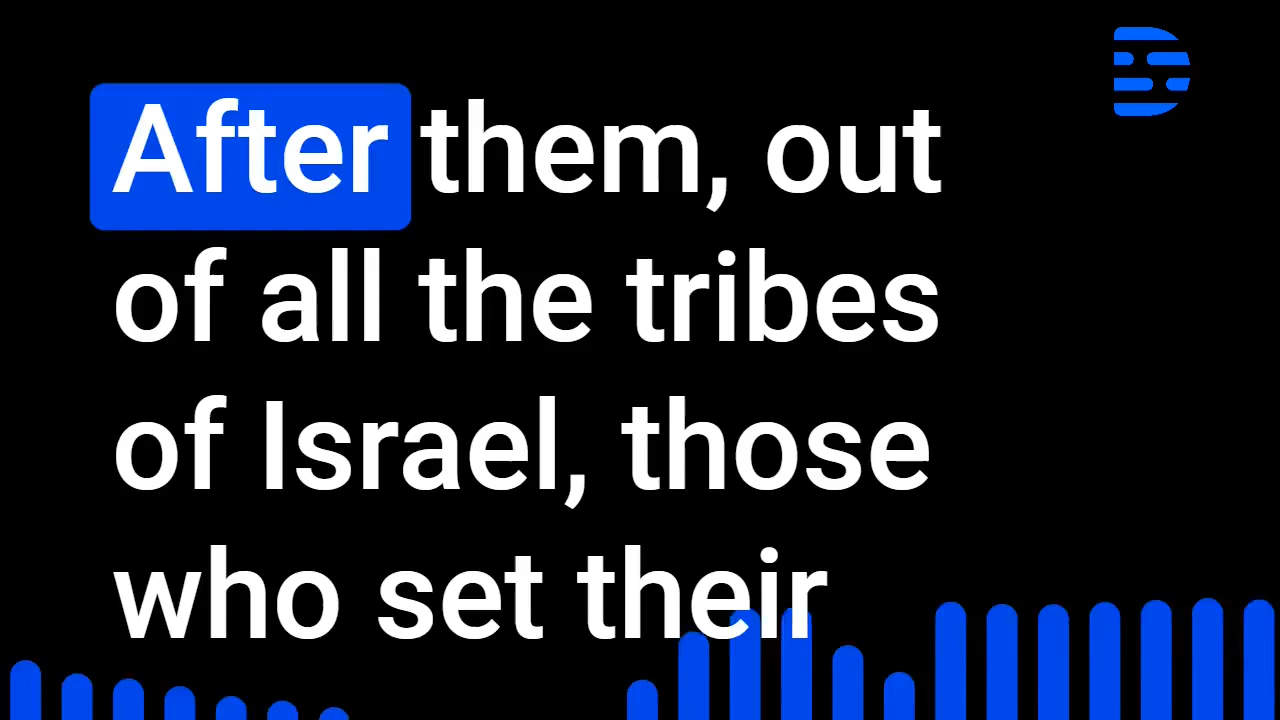 After them, out
of all the tribes
of Israel, those
who set their